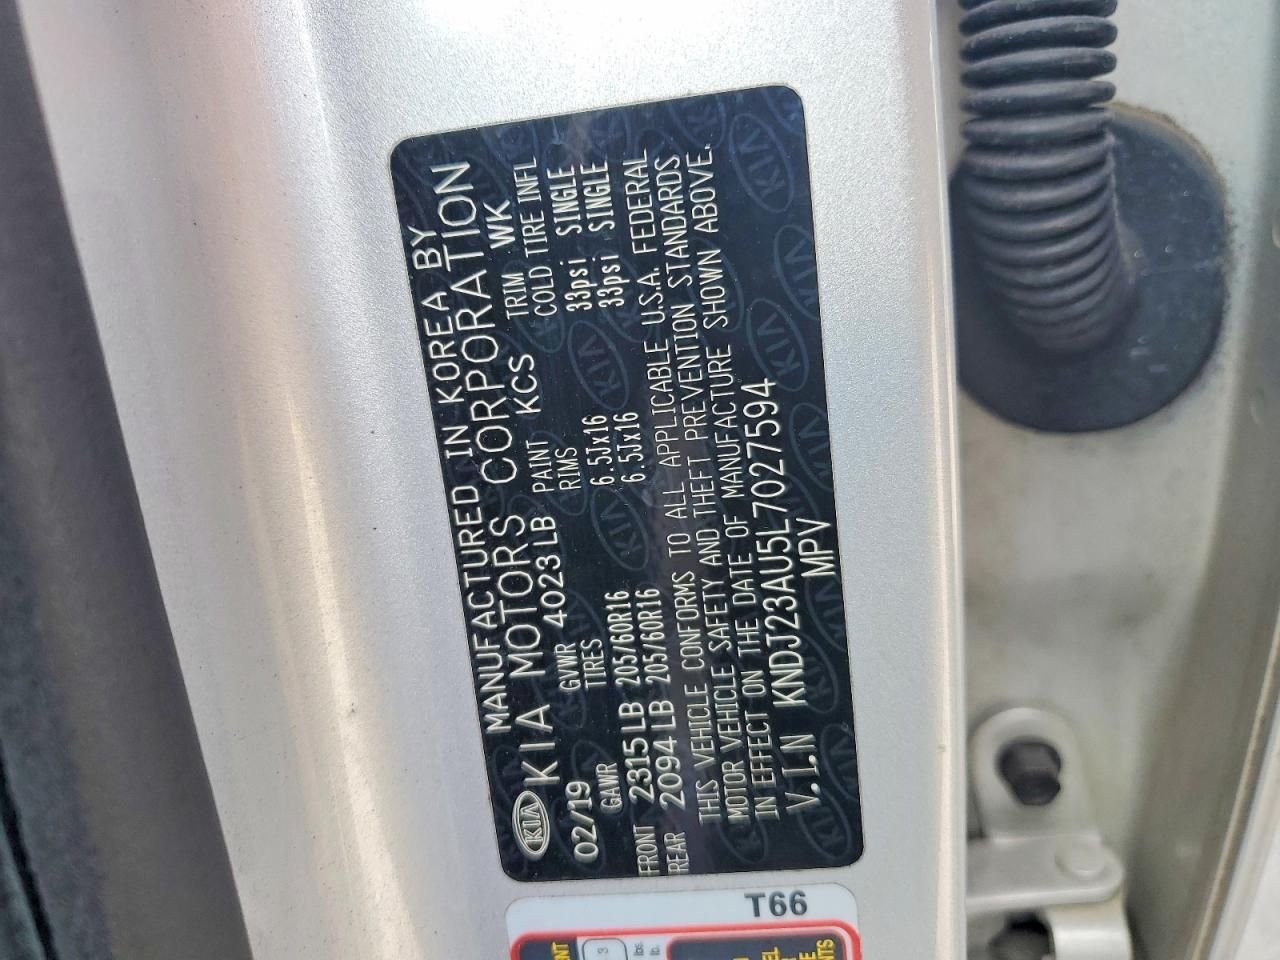 MANUFACTURED IN KOREA BY
KIA KIA MOTORS CORPORATION
02/19 GVWR 4023 LB PAINT KCS TRIM WK
GAWR TIRES RIMS COLD TIRE INFL
FRONT 2315 LB 205/60R16 6.5Jx16 33psi SINGLE
REAR 2094 LB 205/60R16 6.5Jx16 33psi SINGLE
THIS VEHICLE CONFORMS TO ALL APPLICABLE U.S.A. FEDERAL
MOTOR VEHICLE SAFETY AND THEFT PREVENTION STANDARDS
IN EFFECT ON THE DATE OF MANUFACTURE SHOWN ABOVE.
V.I.N KNDJ23AU5L7027594
MPV
T66